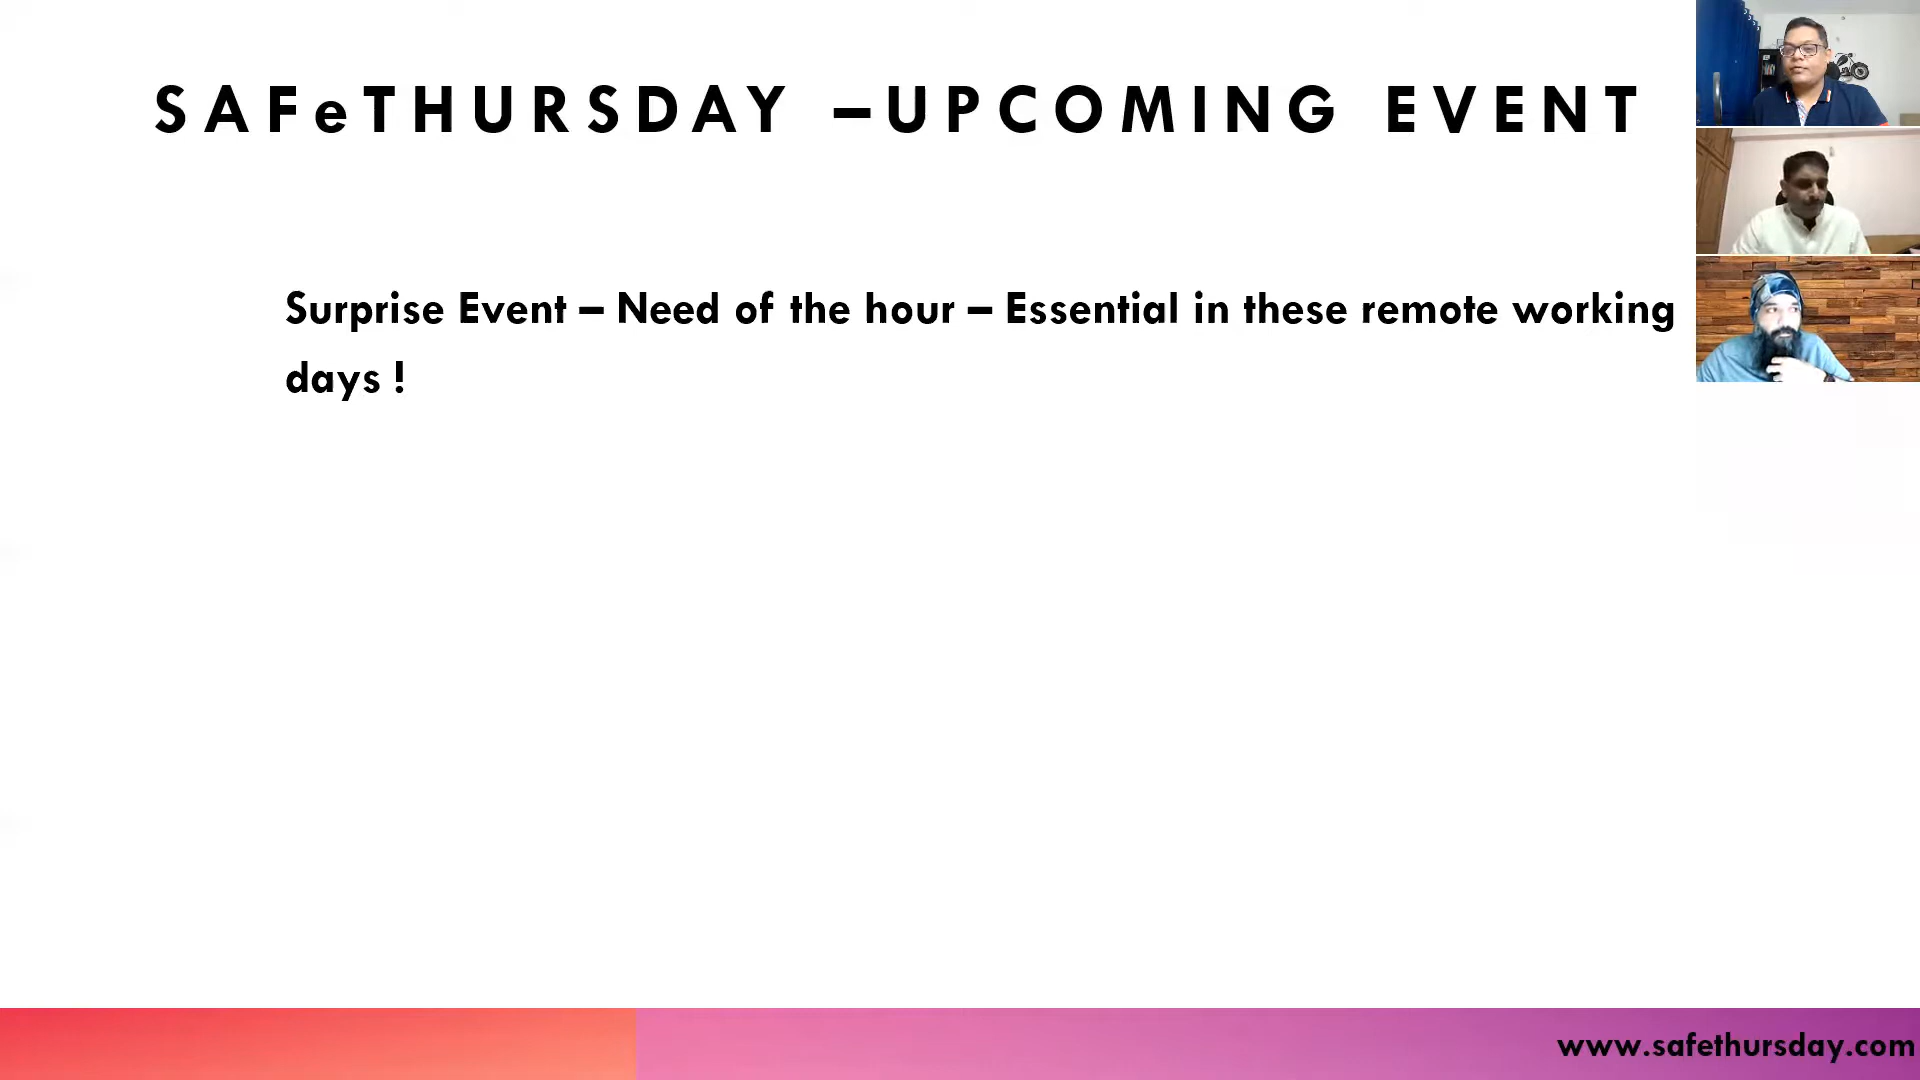 SAFeTHURSDAY –UPCOMING EVENT
Surprise Event – Need of the hour – Essential in these remote working
days !
www.safethursday.com